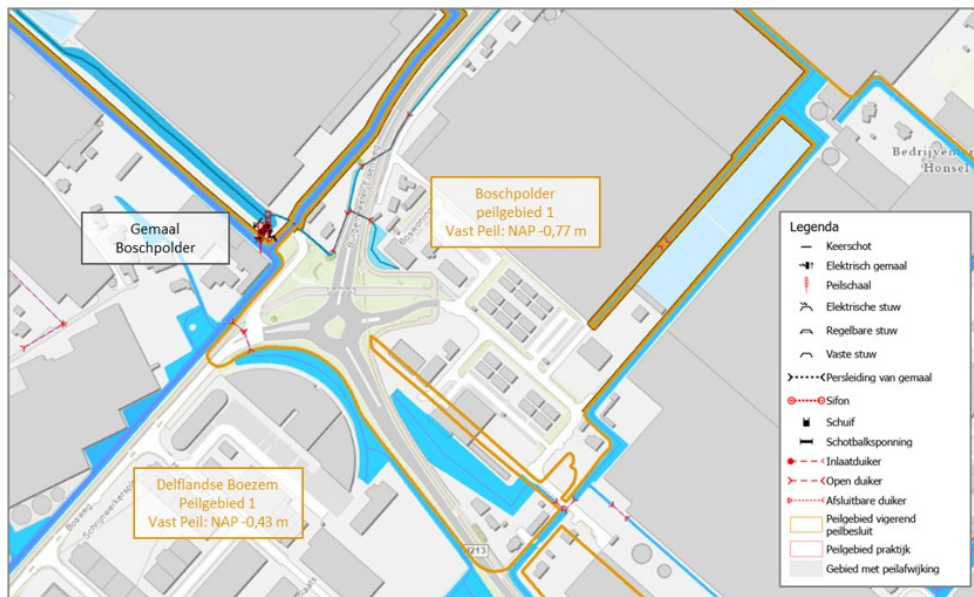 Gemaal
Boschpolder
Boschpolder
peilgebied 1
Vast Peil: NAP -0,77 m
Delflandse Boezem
Peilgebied 1
Vast Peil: NAP -0,43 m
Bosweg
Bedrijven
Honsel
Legenda
Keerschot
Elektrisch gemaal
Peilschaal
Elektrische stuw
Regelbare stuw
Vaste stuw
Persleiding van gemaal
Sifon
Schuif
Schotbalksponning
Inlaatduiker
Open duiker
Afsluitbare duiker
Peilgebied vigerend
peilbesluit
Peilgebied praktijk
Gebied met peilafwijking